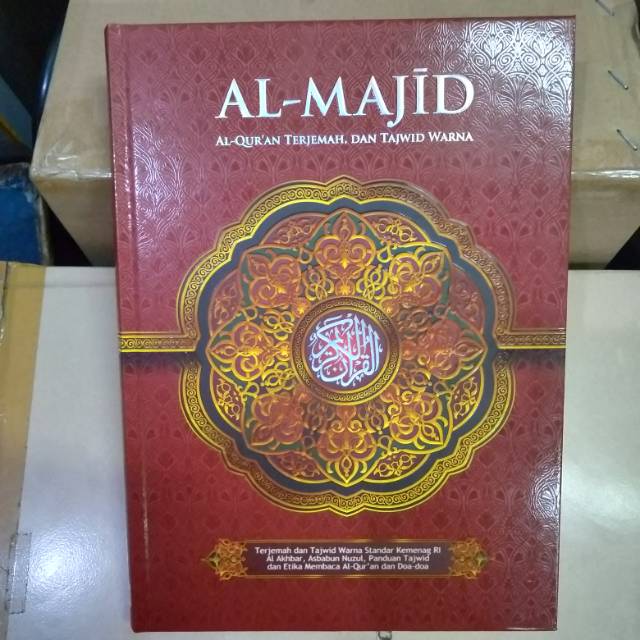 AL-MAJĪD
AL-QUR'AN TERJEMAH, DAN TAJWID WARNA
القرآن الكريم
Terjemah dan Tajwid Warna Standar Kemenag RI
Al Akhbar, Asbabun Nuzul, Panduan Tajwid
dan Etika Membaca Al-Qur'an dan Doa-doa